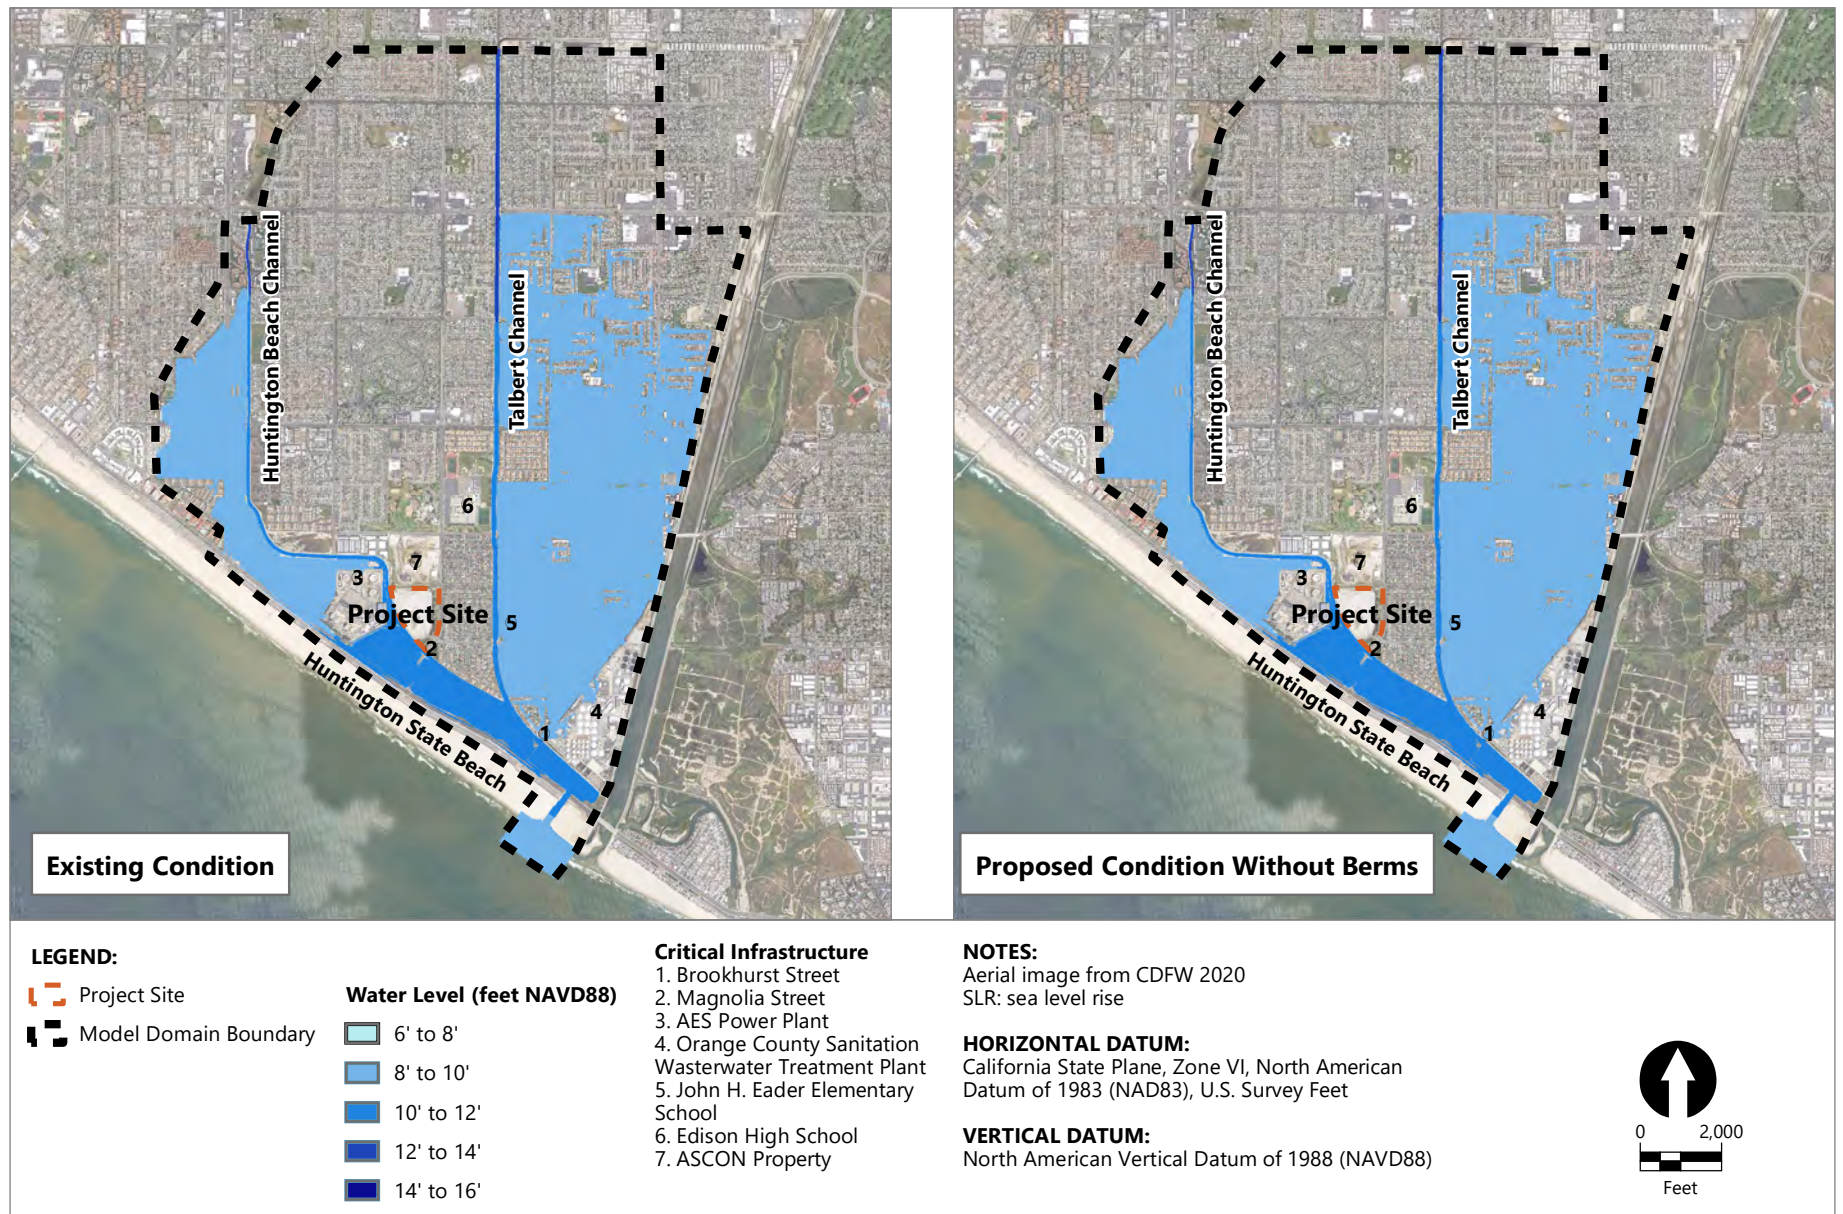 Huntington Beach Channel
Talbert Channel
6
7
3
Project Site
5
2
Huntington State Beach
4
1
Existing Condition
Huntington Beach Channel
Talbert Channel
6
7
3
Project Site
5
2
Huntington State Beach
4
1
Proposed Condition Without Berms
LEGEND:
Project Site
Model Domain Boundary
Water Level (feet NAVD88)
6' to 8'
8' to 10'
10' to 12'
12' to 14'
14' to 16'
Critical Infrastructure
1. Brookhurst Street
2. Magnolia Street
3. AES Power Plant
4. Orange County Sanitation
Wasterwater Treatment Plant
5. John H. Eader Elementary
School
6. Edison High School
7. ASCON Property
NOTES:
Aerial image from CDFW 2020
SLR: sea level rise
HORIZONTAL DATUM:
California State Plane, Zone VI, North American
Datum of 1983 (NAD83), U.S. Survey Feet
VERTICAL DATUM:
North American Vertical Datum of 1988 (NAVD88)
0 2,000
Feet